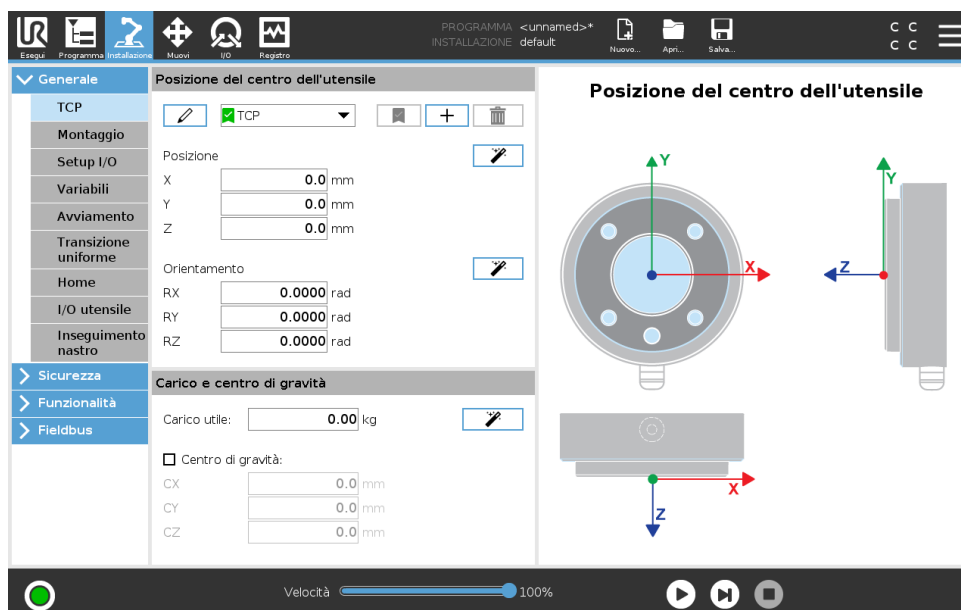 PROGRAMMA <unnamed>*
INSTALLAZIONE default
UR
Esegui
Programma
Installazione
Muovi
I/O
Registro
Nuovo...
Apri...
Salva...
C C
C C
Generale
TCP
Montaggio
Setup I/O
Variabili
Avviamento
Transizione
uniforme
Home
I/O utensile
Inseguimento
nastro
Sicurezza
Funzionalità
Fieldbus
Posizione del centro dell'utensile
TCP
Posizione
X 0.0 mm
Y 0.0 mm
Z 0.0 mm
Orientamento
RX 0.0000 rad
RY 0.0000 rad
RZ 0.0000 rad
Carico e centro di gravità
Carico utile: 0.00 kg
Centro di gravità:
CX 0.0 mm
CY 0.0 mm
CZ 0.0 mm
Posizione del centro dell'utensile
Y
X
Y
Z
X
Z
Velocità 100%